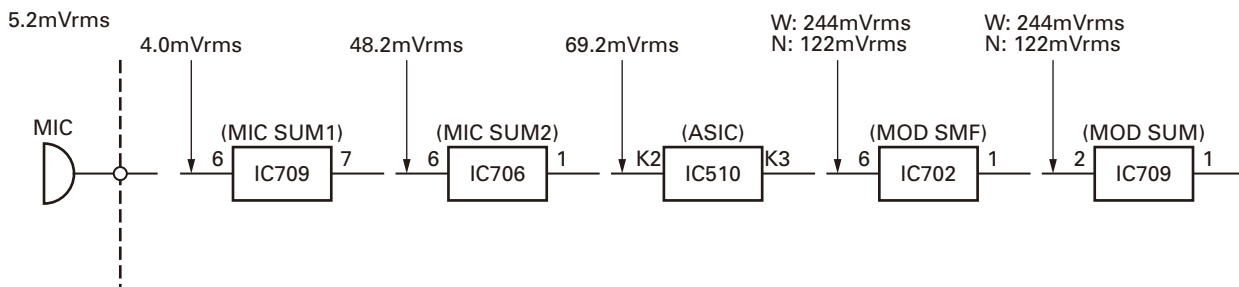 5.2mVrms
4.0mVrms
48.2mVrms
69.2mVrms
W: 244mVrms
N: 122mVrms
W: 244mVrms
N: 122mVrms
MIC
(MIC SUM1)
(MIC SUM2)
(ASIC)
(MOD SMF)
(MOD SUM)
6 IC709 7
6 IC706 1
K2 IC510 K3
6 IC702 1
2 IC709 1